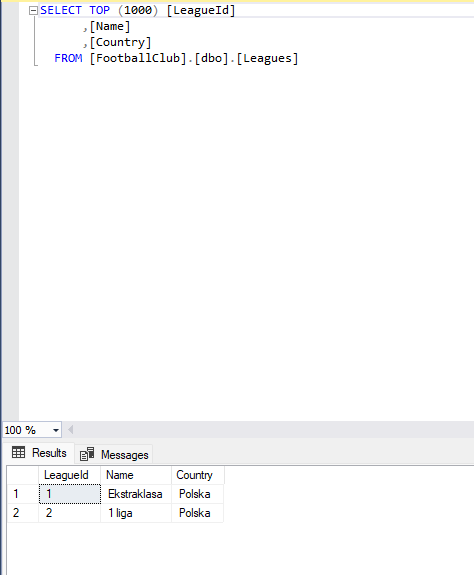 SELECT TOP (1000) [LeagueId]
,[Name]
,[Country]
FROM [FootballClub].[dbo].[Leagues]
100 %
Results Messages
LeagueId Name Country
1 1 Ekstraklasa Polska
2 2 1 liga Polska